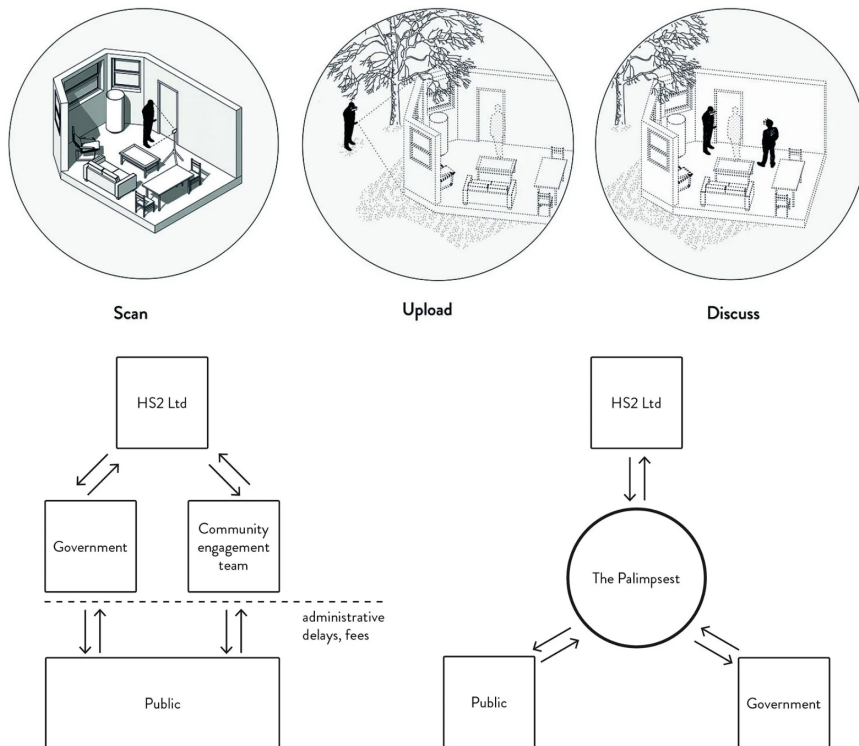 Scan
Upload
Discuss
HS2 Ltd
Government
Community
engagement
team
administrative
delays, fees
Public
HS2 Ltd
The Palimpsest
Public
Government